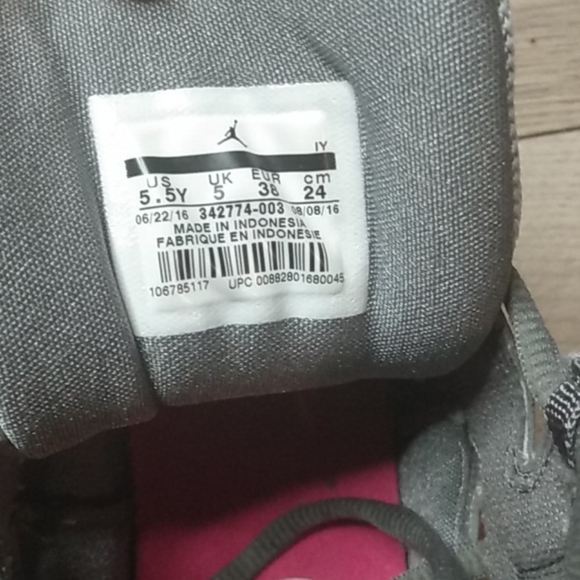 IY
US UK EUR cm
5.5Y 5 38 24
06/22/16 342774-003 08/08/16
MADE IN INDONESIA
FABRIQUE EN INDONESIE
106785117 UPC 00882801680045